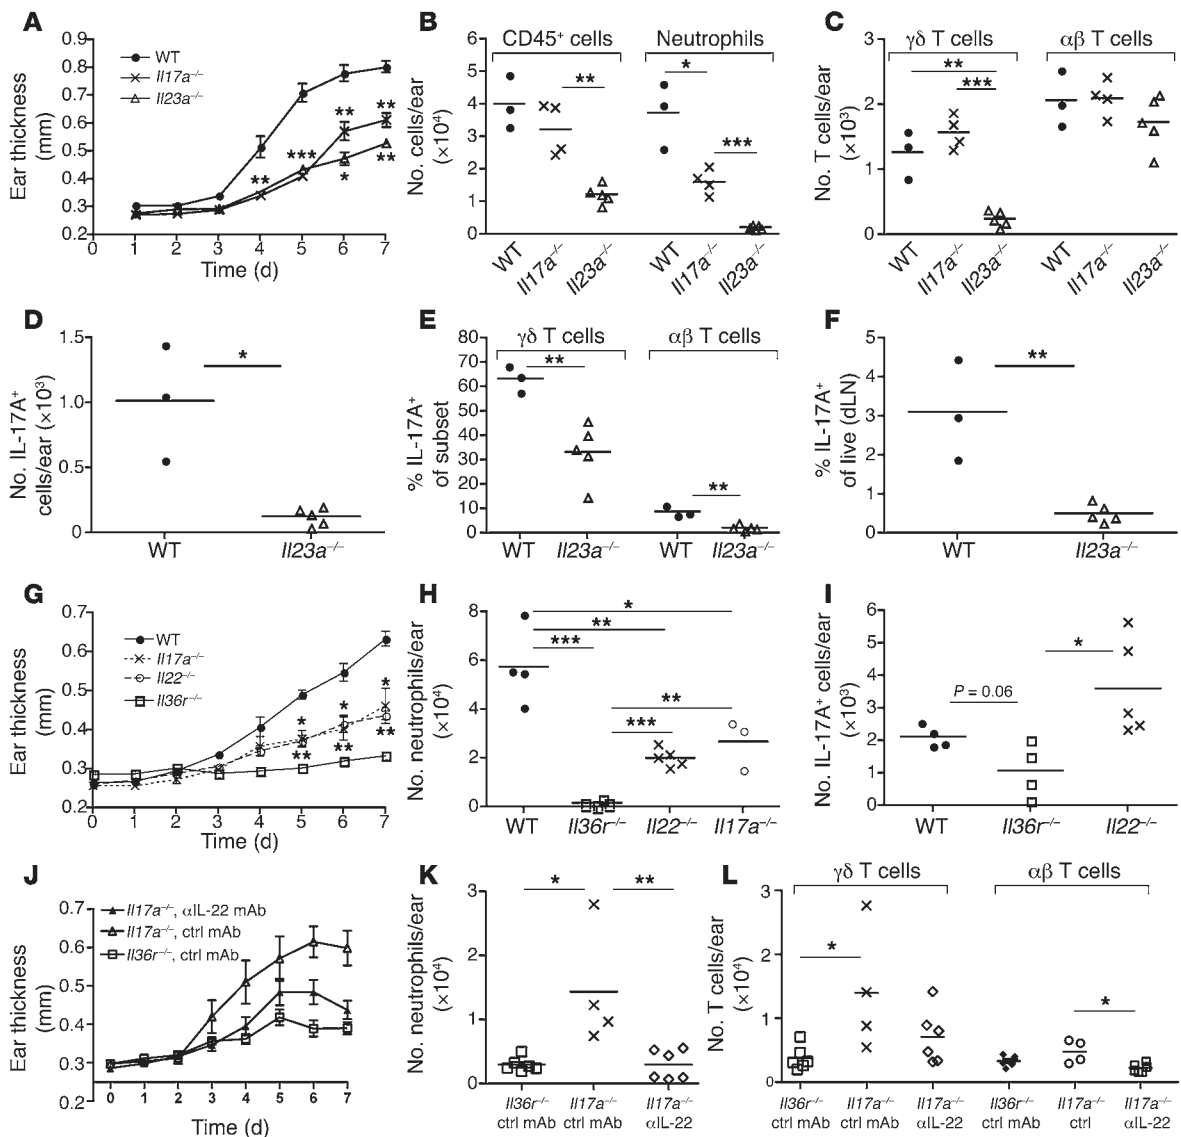 A
Ear thickness
(mm)
0.9
0.8
0.7
0.6
0.5
0.4
0.3
0.2
WT
Il17a–/–
Il23a–/–
**
***
**
*
**
**
0 1 2 3 4 5 6 7
Time (d)
B
No. cells/ear
(×10⁴)
6
5
4
3
2
1
0
CD45⁺ cells Neutrophils
**
*
***
WT Il17a–/– Il23a–/– WT Il17a–/– Il23a–/–
C
No. T cells/ear
(×10³)
3
2
1
0
γδ T cells αβ T cells
**
***
WT Il17a–/– Il23a–/– WT Il17a–/– Il23a–/–
D
No. IL-17A⁺
cells/ear (×10³)
1.5
1.0
0.5
0
*
WT Il23a–/–
E
% IL-17A⁺
of subset
80
70
60
50
40
30
20
10
0
γδ T cells αβ T cells
**
**
WT Il23a–/– WT Il23a–/–
F
% IL-17A⁺
of live (dLN)
5
4
3
2
1
0
**
WT Il23a–/–
G
Ear thickness
(mm)
0.7
0.6
0.5
0.4
0.3
0.2
WT
Il17a–/–
Il22–/–
Il36r–/–
* * *
** ** **
0 1 2 3 4 5 6 7
Time (d)
H
No. neutrophils/ear
(×10⁴)
8
6
4
2
0
*
**
***
**
***
WT Il36r–/– Il22–/– Il17a–/–
I
No. IL-17A⁺ cells/ear
(×10³)
6
5
4
3
2
1
0
P = 0.06
*
WT Il36r–/– Il22–/–
J
Ear thickness
(mm)
0.7
0.6
0.5
0.4
0.3
0.2
Il17a–/–, αIL-22 mAb
Il17a–/–, ctrl mAb
Il36r–/–, ctrl mAb
0 1 2 3 4 5 6 7
Time (d)
K
No. neutrophils/ear
(×10⁴)
3
2
1
0
* **
Il36r–/– Il17a–/– Il17a–/–
ctrl mAb ctrl mAb αIL-22
L
No. T cells/ear
(×10⁴)
3
2
1
0
γδ T cells αβ T cells
*
*
Il36r–/– Il17a–/– Il17a–/– Il36r–/– Il17a–/– Il17a–/–
ctrl mAb ctrl mAb αIL-22 ctrl mAb ctrl αIL-22